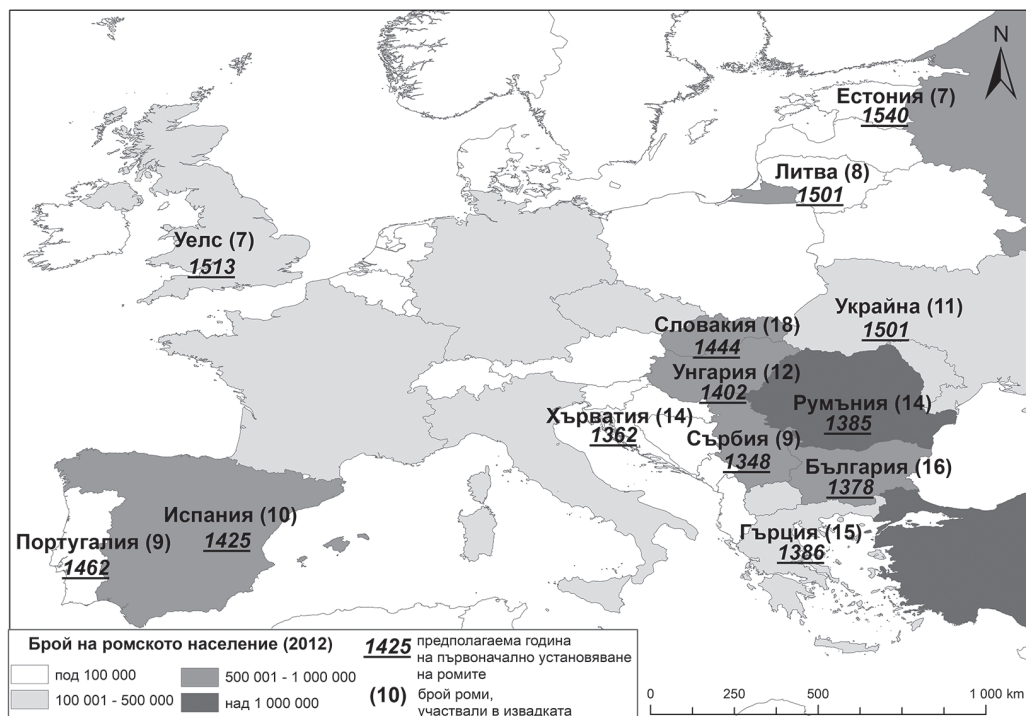 N
Естония (7)
1540
Литва (8)
1501
Уелс (7)
1513
Украйна (11)
1501
Словакия (18)
1444
Унгария (12)
1402
Румъния (14)
1385
Хърватия (14)
1362
Сърбия (9)
1348
България (16)
1378
Испания (10)
1425
Португалия (9)
1462
Гърция (15)
1386
Брой на ромското население (2012)
под 100 000
100 001 - 500 000
500 001 - 1 000 000
над 1 000 000
1425 предполагаема година
на първоначално установяване
на ромите
(10) брой роми,
участвали в извадката
0 250 500 1 000 km